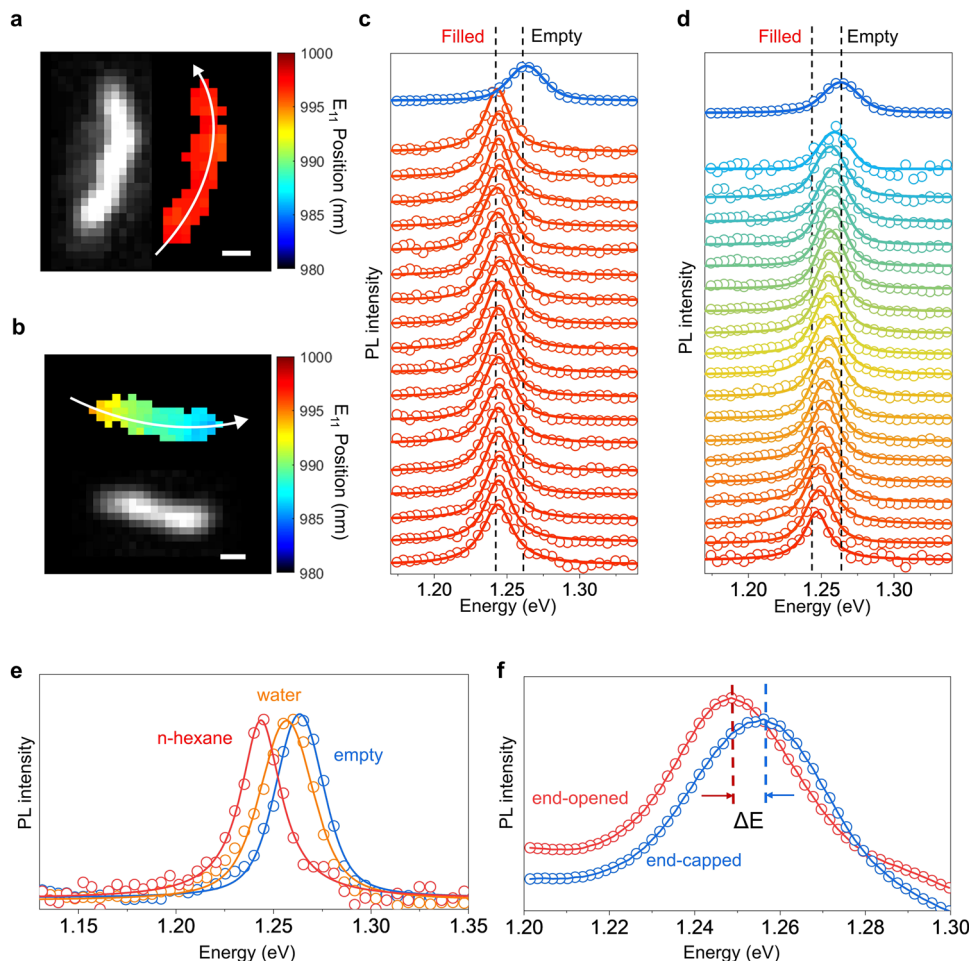 a
1000
995
990
985
980
E11 Position (nm)
b
1000
995
990
985
980
E11 Position (nm)
c
Filled
Empty
PL intensity
1.20
1.25
1.30
Energy (eV)
d
Filled
Empty
PL intensity
1.20
1.25
1.30
Energy (eV)
e
water
n-hexane
empty
PL intensity
1.15
1.20
1.25
1.30
1.35
Energy (eV)
f
end-opened
ΔE
end-capped
PL intensity
1.20
1.22
1.24
1.26
1.28
1.30
Energy (eV)